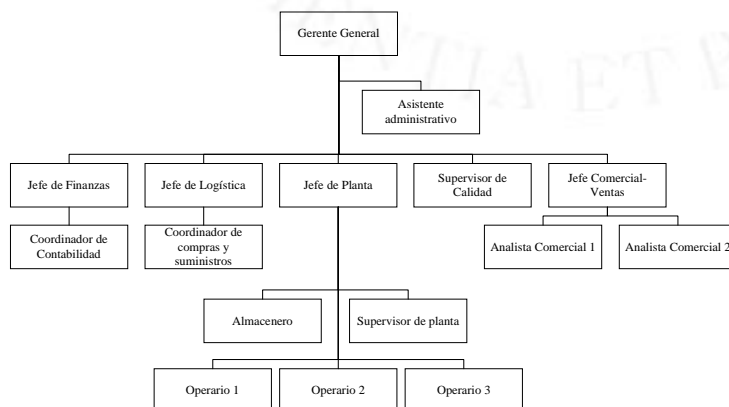 ENTIA ET P
Gerente General
Asistente
administrativo
Jefe de Finanzas
Jefe de Logística
Jefe de Planta
Supervisor de
Calidad
Jefe Comercial-
Ventas
Coordinador de
Contabilidad
Coordinador de
compras y
suministros
Analista Comercial 1
Analista Comercial 2
Almacenero
Supervisor de planta
Operario 1
Operario 2
Operario 3